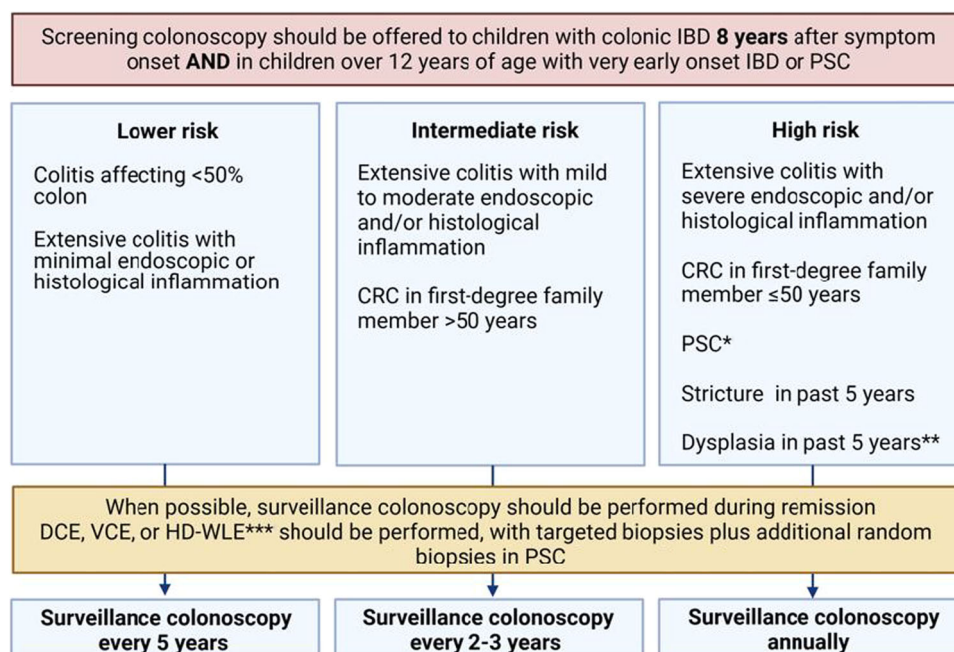 Screening colonoscopy should be offered to children with colonic IBD 8 years after symptom
onset AND in children over 12 years of age with very early onset IBD or PSC
Lower risk
Colitis affecting <50%
colon
Extensive colitis with
minimal endoscopic or
histological inflammation
Intermediate risk
Extensive colitis with mild
to moderate endoscopic
and/or histological
inflammation
CRC in first-degree family
member >50 years
High risk
Extensive colitis with
severe endoscopic and/or
histological inflammation
CRC in first-degree family
member ≤50 years
PSC*
Stricture in past 5 years
Dysplasia in past 5 years**
When possible, surveillance colonoscopy should be performed during remission
DCE, VCE, or HD-WLE*** should be performed, with targeted biopsies plus additional random
biopsies in PSC
Surveillance colonoscopy
every 5 years
Surveillance colonoscopy
every 2-3 years
Surveillance colonoscopy
annually